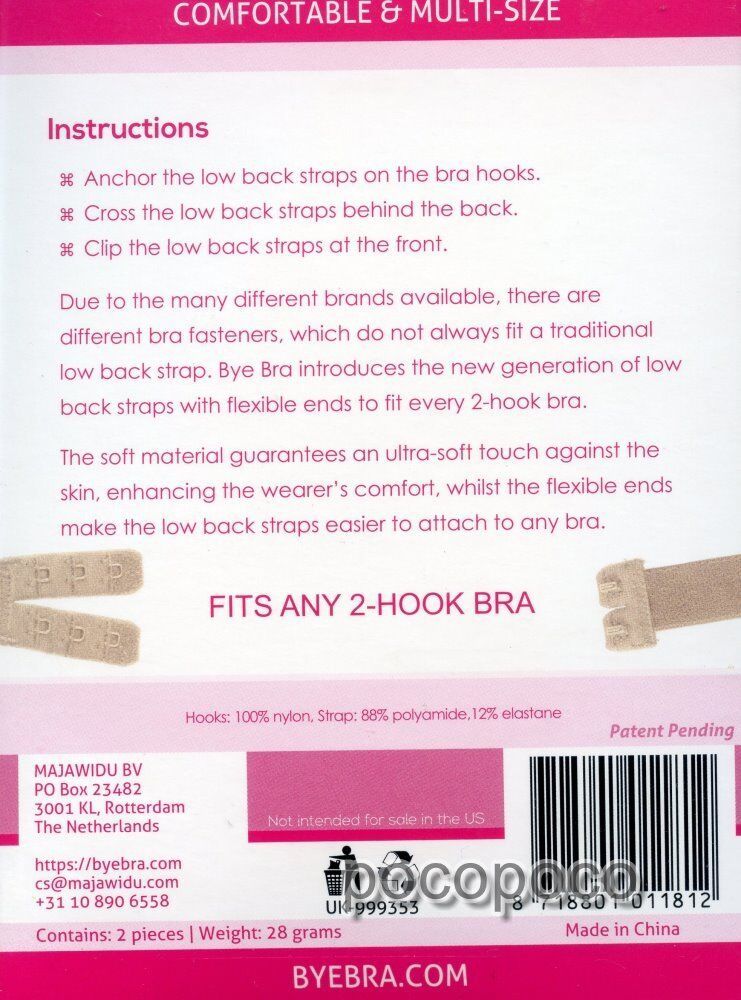 COMFORTABLE & MULTI-SIZE
Instructions
⌘ Anchor the low back straps on the bra hooks.
⌘ Cross the low back straps behind the back.
⌘ Clip the low back straps at the front.
Due to the many different brands available, there are
different bra fasteners, which do not always fit a traditional
low back strap. Bye Bra introduces the new generation of low
back straps with flexible ends to fit every 2-hook bra.
The soft material guarantees an ultra-soft touch against the
skin, enhancing the wearer's comfort, whilst the flexible ends
make the low back straps easier to attach to any bra.
FITS ANY 2-HOOK BRA
Hooks: 100% nylon, Strap: 88% polyamide,12% elastane
Patent Pending
MAJAWIDU BV
PO Box 23482
3001 KL, Rotterdam
The Netherlands
Not intended for sale in the US
https://byebra.com
cs@majawidu.com
+31 10 890 6558
UK-999353
pocopoco
8 718801 011812
Contains: 2 pieces | Weight: 28 grams
Made in China
BYEBRA.COM